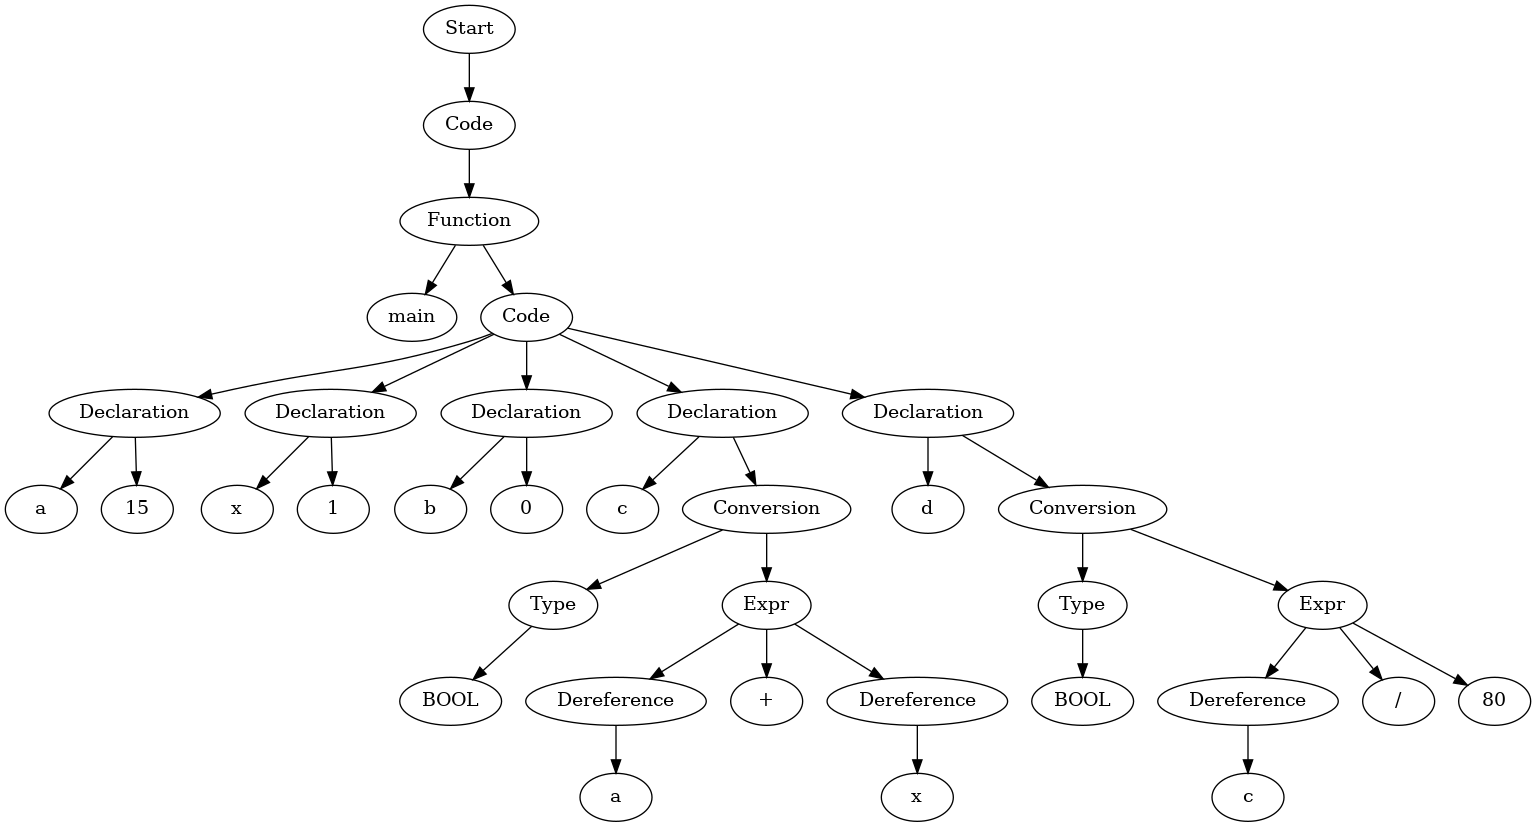 Start
Code
Function
main
Code
Declaration
Declaration
Declaration
Declaration
Declaration
a
15
x
1
b
0
c
Conversion
d
Conversion
Type
Expr
Type
Expr
BOOL
Dereference
+
Dereference
BOOL
Dereference
/
80
a
x
c